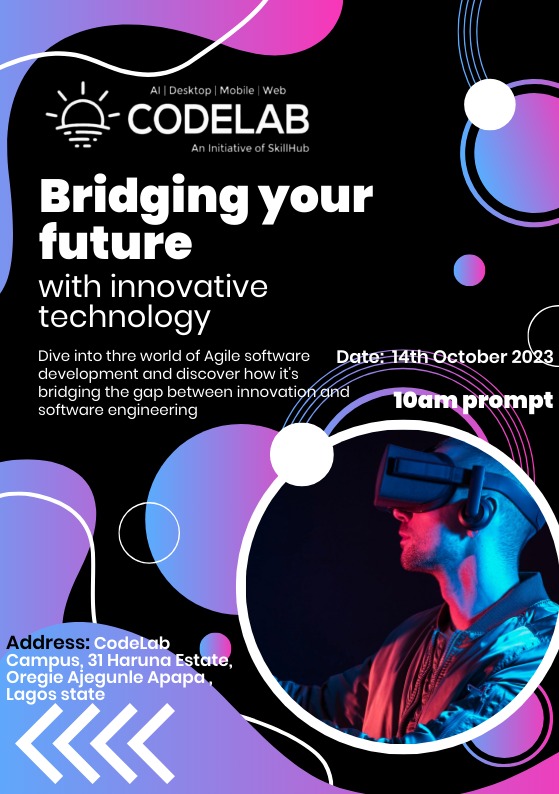 AI | Desktop | Mobile | Web
CODELAB
An Initiative of SkillHub
Bridging your
future
with innovative
technology
Dive into thre world of Agile software
development and discover how it's
bridging the gap between innovation and
software engineering
Date: 14th October 2023
10am prompt
Address: CodeLab
Campus, 31 Haruna Estate,
Oregie Ajegunle Apapa ,
Lagos state